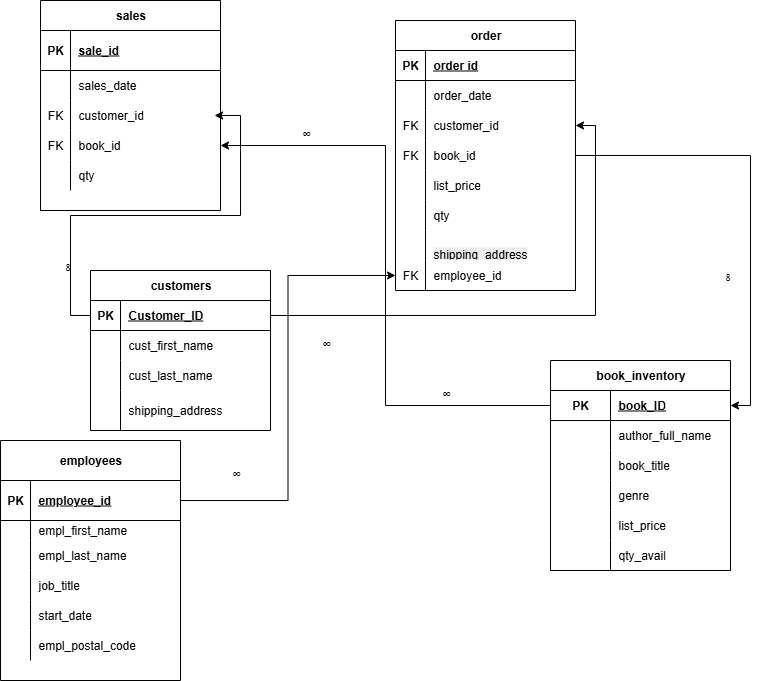 sales
PK sale_id
sales_date
FK customer_id
FK book_id
qty
order
PK order id
order_date
FK customer_id
FK book_id
list_price
qty
shipping_address
FK employee_id
∞
∞
∞
customers
PK Customer_ID
cust_first_name
cust_last_name
shipping_address
∞
∞
book_inventory
PK book_ID
author_full_name
book_title
genre
list_price
qty_avail
employees
PK employee_id
empl_first_name
empl_last_name
job_title
start_date
empl_postal_code
∞